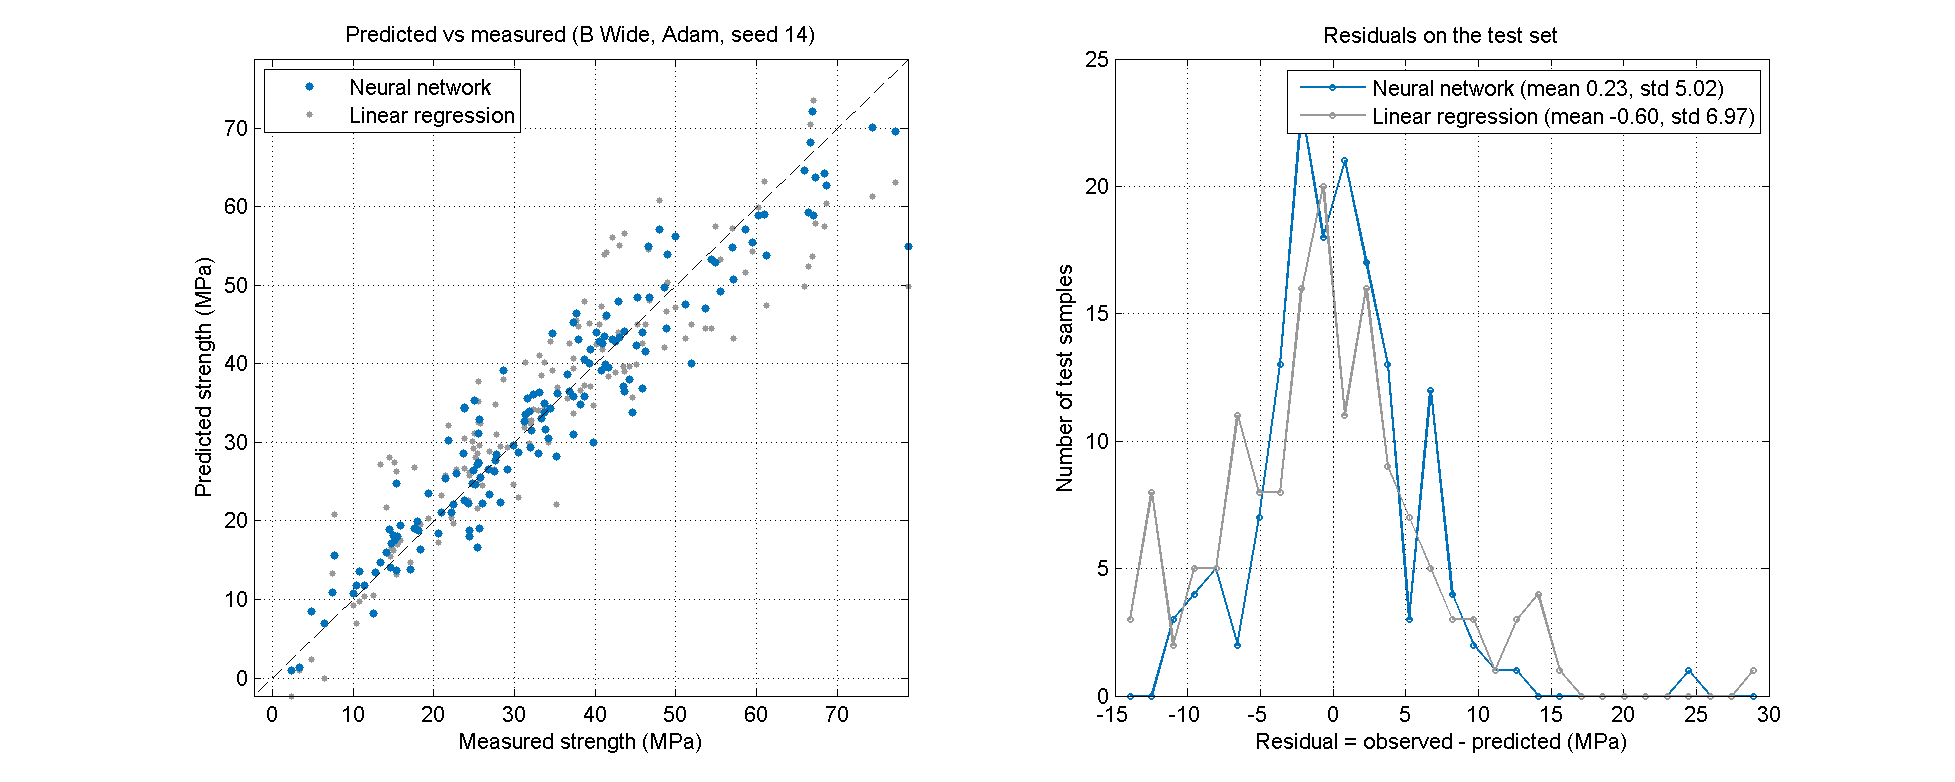 Predicted vs measured (B Wide, Adam, seed 14)
Neural network
Linear regression
70
60
50
40
30
20
10
0
Predicted strength (MPa)
0 10 20 30 40 50 60 70
Measured strength (MPa)
Residuals on the test set
Neural network (mean 0.23, std 5.02)
Linear regression (mean -0.60, std 6.97)
25
20
15
10
5
0
Number of test samples
-15 -10 -5 0 5 10 15 20 25 30
Residual = observed - predicted (MPa)